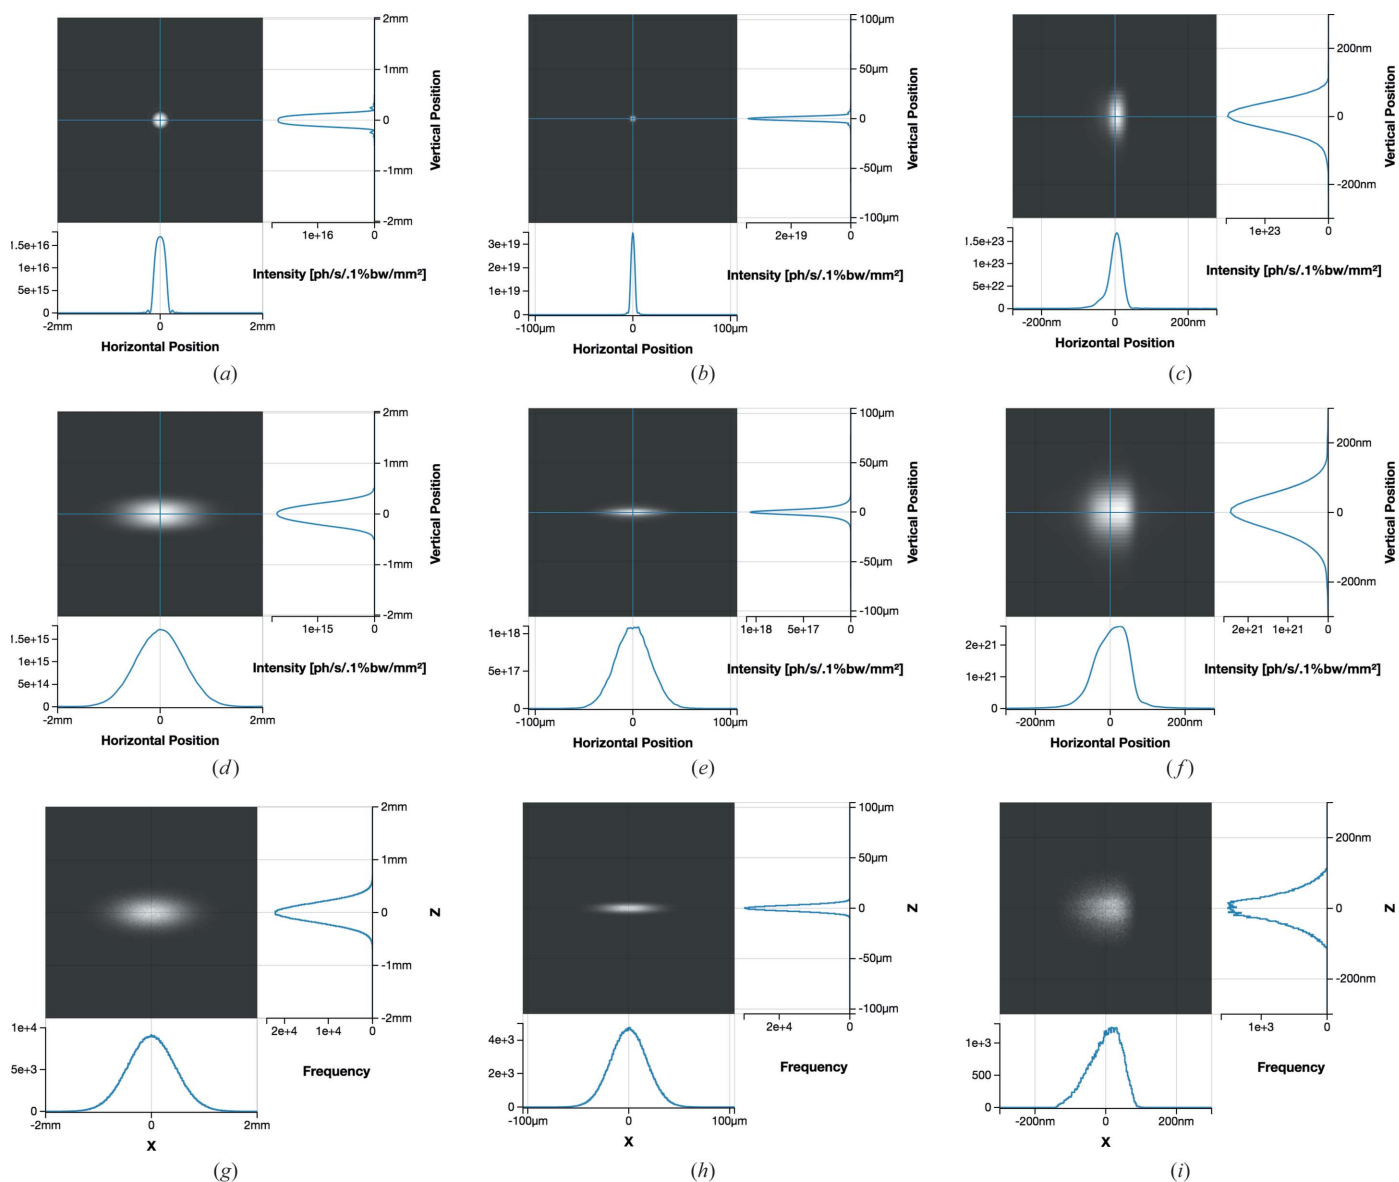 2mm
1mm
0
-1mm
-2mm
Vertical Position
1e+16
0
1.5e+16
1e+16
5e+15
0
-2mm
0
2mm
Intensity [ph/s/.1%bw/mm²]
Horizontal Position
(a)
100µm
50µm
0
-50µm
-100µm
Vertical Position
2e+19
0
3e+19
2e+19
1e+19
0
-100µm
0
100µm
Intensity [ph/s/.1%bw/mm²]
Horizontal Position
(b)
200nm
0
-200nm
Vertical Position
1e+23
0
1.5e+23
1e+23
5e+22
0
-200nm
0
200nm
Intensity [ph/s/.1%bw/mm²]
Horizontal Position
(c)
2mm
1mm
0
-1mm
-2mm
Vertical Position
1e+15
0
1.5e+15
1e+15
5e+14
0
-2mm
0
2mm
Intensity [ph/s/.1%bw/mm²]
Horizontal Position
(d)
100µm
50µm
0
-50µm
-100µm
Vertical Position
1e+18
5e+17
0
1e+18
5e+17
0
-100µm
0
100µm
Intensity [ph/s/.1%bw/mm²]
Horizontal Position
(e)
200nm
0
-200nm
Vertical Position
2e+21
1e+21
0
2e+21
1e+21
0
-200nm
0
200nm
Intensity [ph/s/.1%bw/mm²]
Horizontal Position
(f)
2mm
1mm
0
-1mm
-2mm
Z
2e+4
1e+4
0
1e+4
5e+3
0
-2mm
0
2mm
Frequency
X
(g)
100µm
50µm
0
-50µm
-100µm
Z
2e+4
0
4e+3
2e+3
0
-100µm
0
100µm
Frequency
X
(h)
200nm
0
-200nm
Z
1e+3
0
1e+3
500
0
-200nm
0
200nm
Frequency
X
(i)